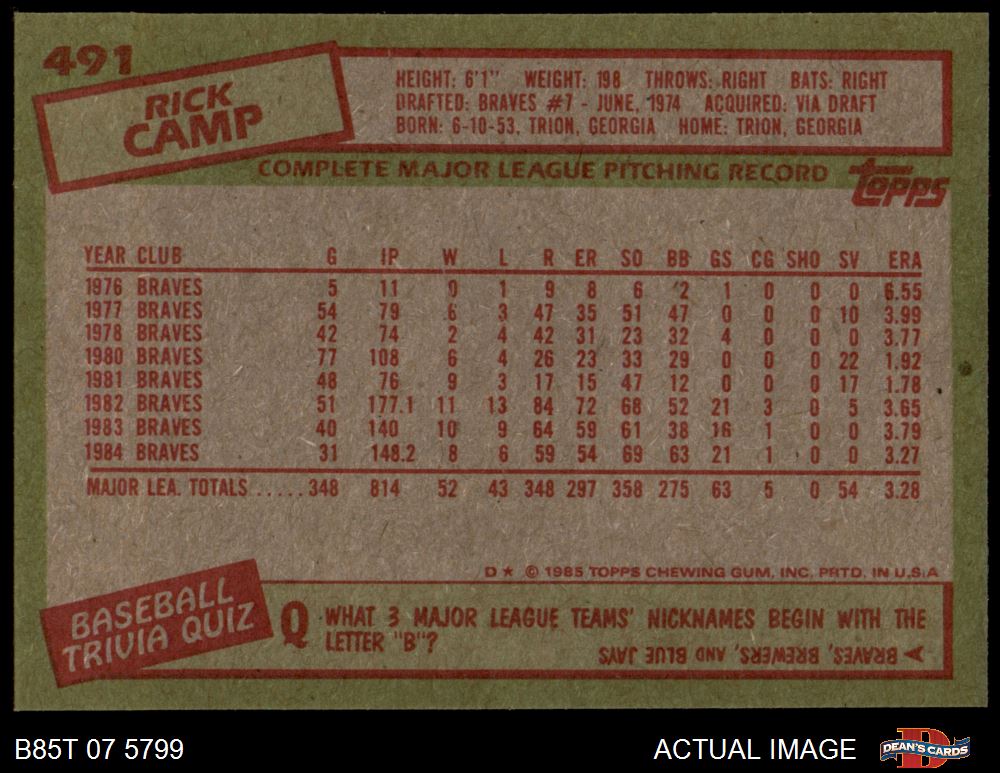 491
RICK
CAMP
HEIGHT: 6'1" WEIGHT: 198 THROWS: RIGHT BATS: RIGHT
DRAFTED: BRAVES #7 - JUNE, 1974 ACQUIRED: VIA DRAFT
BORN: 6-10-53, TRION, GEORGIA HOME: TRION, GEORGIA
COMPLETE MAJOR LEAGUE PITCHING RECORD
TOPPS
YEAR CLUB G IP W L R ER SO BB GS CG SHO SV ERA
1976 BRAVES 5 11 0 1 9 8 6 2 1 0 0 0 6.55
1977 BRAVES 54 79 6 3 47 35 51 47 0 0 0 10 3.99
1978 BRAVES 42 74 2 4 42 31 23 32 4 0 0 0 3.77
1980 BRAVES 77 108 6 4 26 23 33 29 0 0 0 22 1.92
1981 BRAVES 48 76 9 3 17 15 47 12 0 0 0 17 1.78
1982 BRAVES 51 177.1 11 13 84 72 68 52 21 3 0 5 3.65
1983 BRAVES 40 140 10 9 64 59 61 38 16 1 0 0 3.79
1984 BRAVES 31 148.2 8 6 59 54 69 63 21 1 0 0 3.27
MAJOR LEA. TOTALS .....348 814 52 43 348 297 358 275 63 5 0 54 3.28
D★ © 1985 TOPPS CHEWING GUM, INC. PRTD. IN U.S.A
BASEBALL
TRIVIA QUIZ
Q WHAT 3 MAJOR LEAGUE TEAMS' NICKNAMES BEGIN WITH THE
LETTER "B"?
A BRAVES, BREWERS, AND BLUE JAYS
B85T 07 5799
ACTUAL IMAGE
B
DEAN'S CARDS